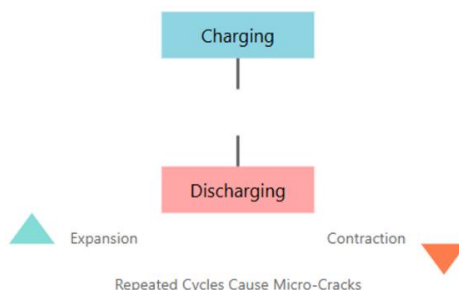 Charging
Discharging
Expansion
Contraction
Repeated Cycles Cause Micro-Cracks